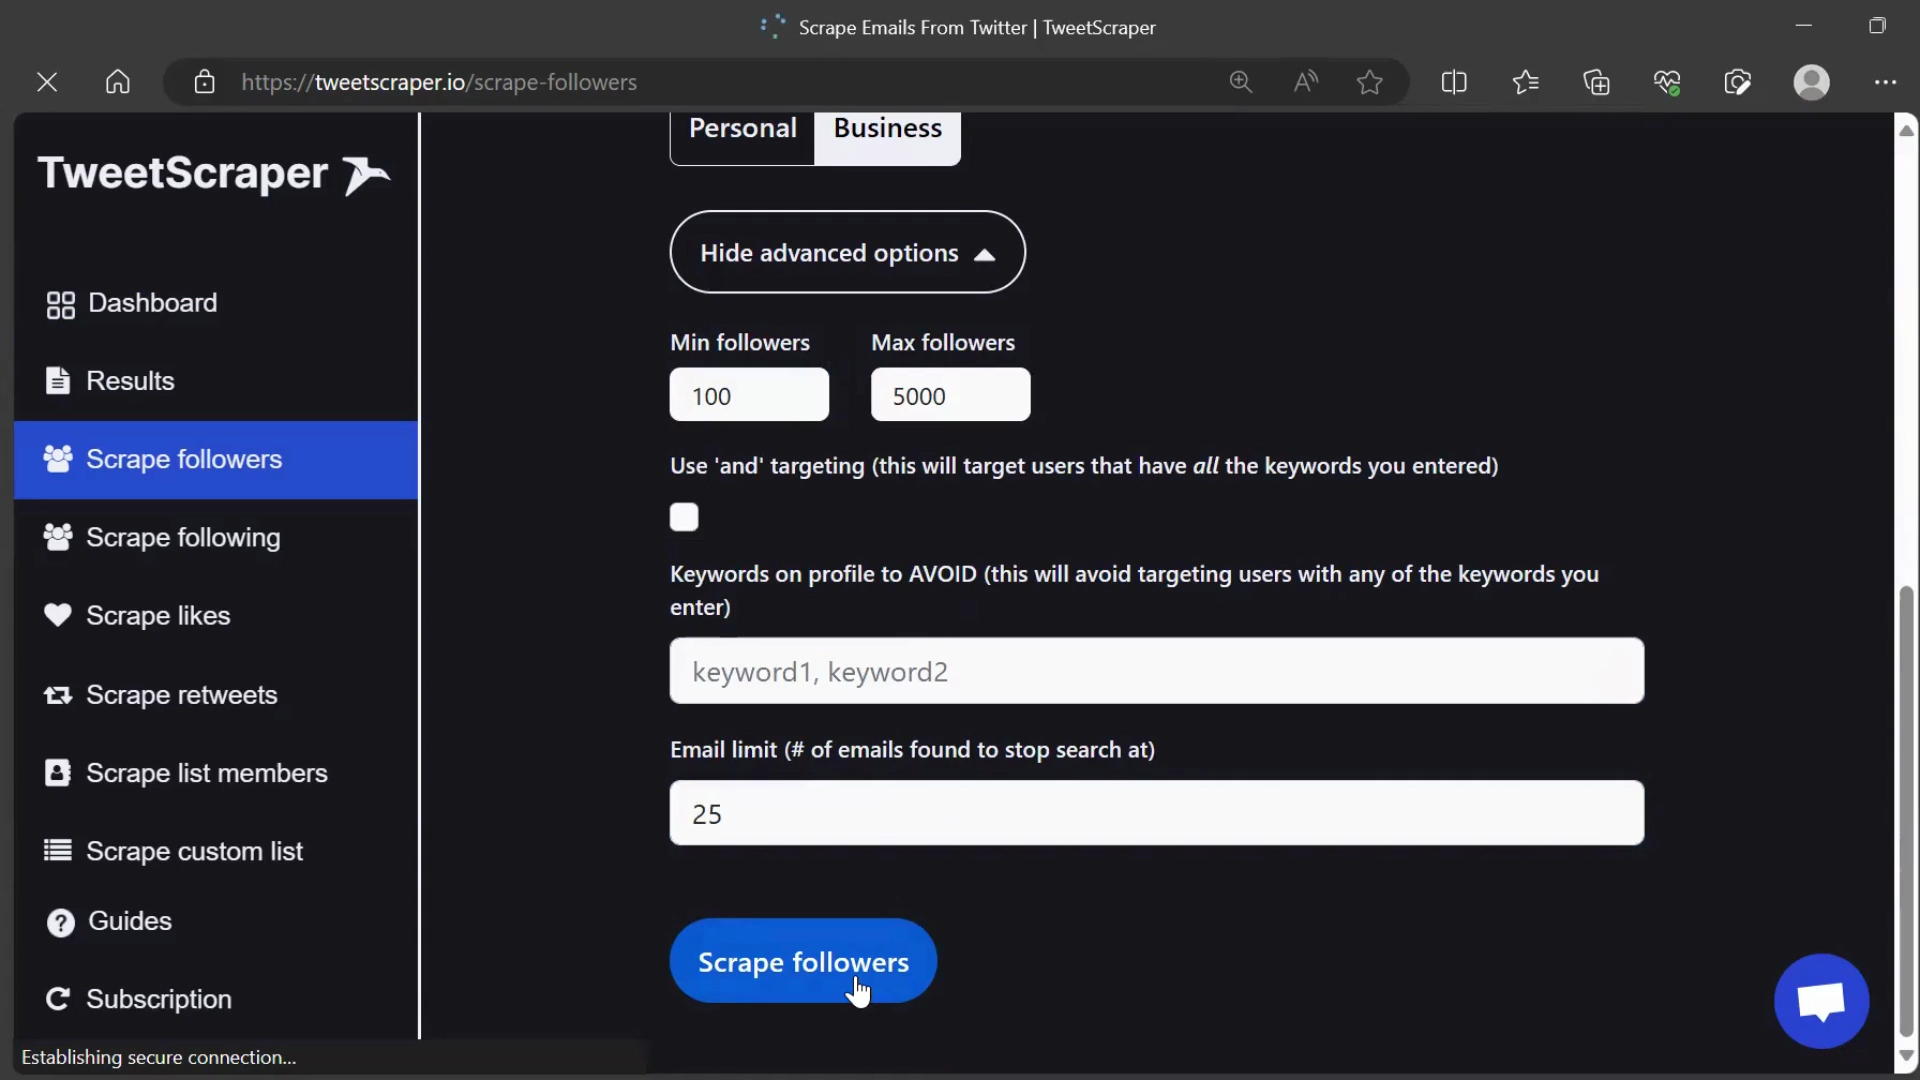 Scrape Emails From Twitter | TweetScraper
https://tweetscraper.io/scrape-followers
TweetScraper
Dashboard
Results
Scrape followers
Scrape following
Scrape likes
Scrape retweets
Scrape list members
Scrape custom list
Guides
Subscription
Personal Business
Hide advanced options
Min followers Max followers
100 5000
Use 'and' targeting (this will target users that have all the keywords you entered)
Keywords on profile to AVOID (this will avoid targeting users with any of the keywords you
enter)
keyword1, keyword2
Email limit (# of emails found to stop search at)
25
Scrape followers
Establishing secure connection...